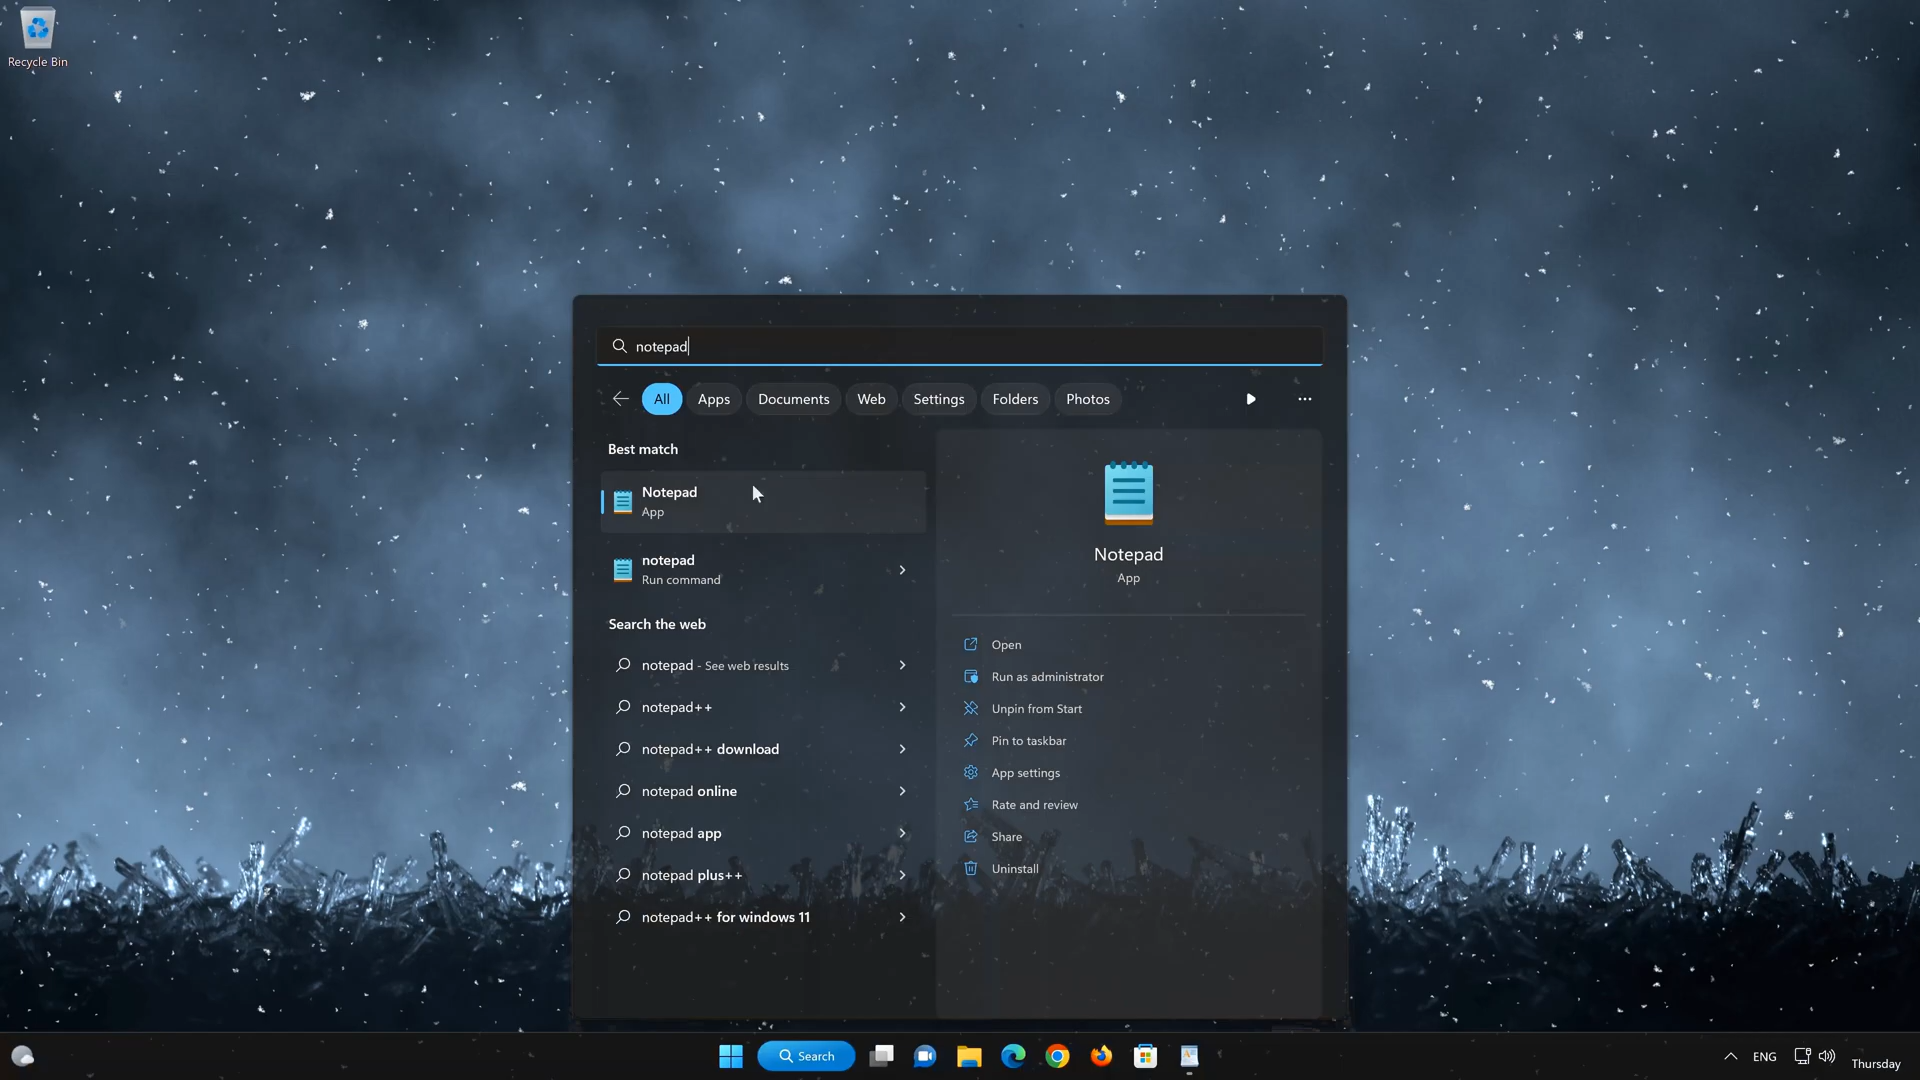 Recycle Bin
notepad
All Apps Documents Web Settings Folders Photos
Best match
Notepad
App
notepad
Run command
Search the web
notepad - See web results
notepad++
notepad++ download
notepad online
notepad app
notepad plus++
notepad++ for windows 11
Notepad
App
Open
Run as administrator
Unpin from Start
Pin to taskbar
App settings
Rate and review
Share
Uninstall
Search
ENG
Thursday